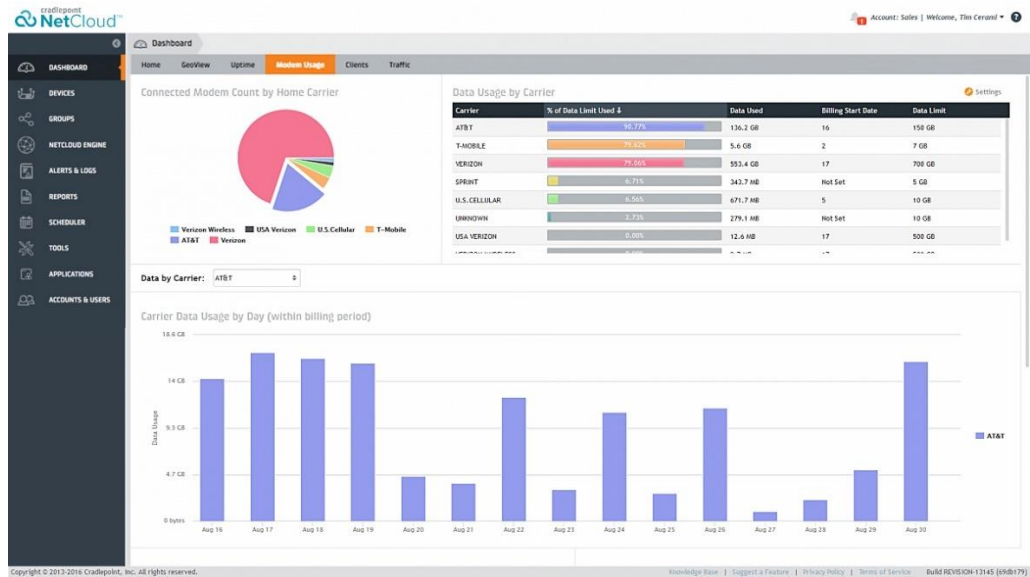 cradlepoint
NetCloud
Account: Sales | Welcome, Tim Cerami
Dashboard
DASHBOARD
DEVICES
GROUPS
NETCLOUD ENGINE
ALERTS & LOGS
REPORTS
SCHEDULER
TOOLS
APPLICATIONS
ACCOUNTS & USERS
Home GeoView Uptime Modem Usage Clients Traffic
Connected Modem Count by Home Carrier
Verizon Wireless USA Verizon U.S.Cellular T-Mobile
AT&T Verizon
Data Usage by Carrier Settings
Carrier % of Data Limit Used Data Used Billing Start Date Data Limit
AT&T 90.77% 136.2 GB 16 150 GB
T-MOBILE 79.62% 5.6 GB 2 7 GB
VERIZON 79.06% 553.4 GB 17 700 GB
SPRINT 6.71% 343.7 MB Not Set 5 GB
U.S.CELLULAR 6.56% 671.7 MB 5 10 GB
UNKNOWN 2.73% 279.1 MB Not Set 10 GB
USA VERIZON 0.00% 12.6 MB 17 500 GB
Data by Carrier: AT&T
Carrier Data Usage by Day (within billing period)
18.6 GB
14 GB
9.3 GB
4.7 GB
0 bytes
Data Usage
Aug 16 Aug 17 Aug 18 Aug 19 Aug 20 Aug 21 Aug 22 Aug 23 Aug 24 Aug 25 Aug 26 Aug 27 Aug 28 Aug 29 Aug 30
AT&T
Copyright © 2013-2016 Cradlepoint, Inc. All rights reserved.
Knowledge Base | Suggest a Feature | Privacy Policy | Terms of Service Build REVISION-13145 (69db179)